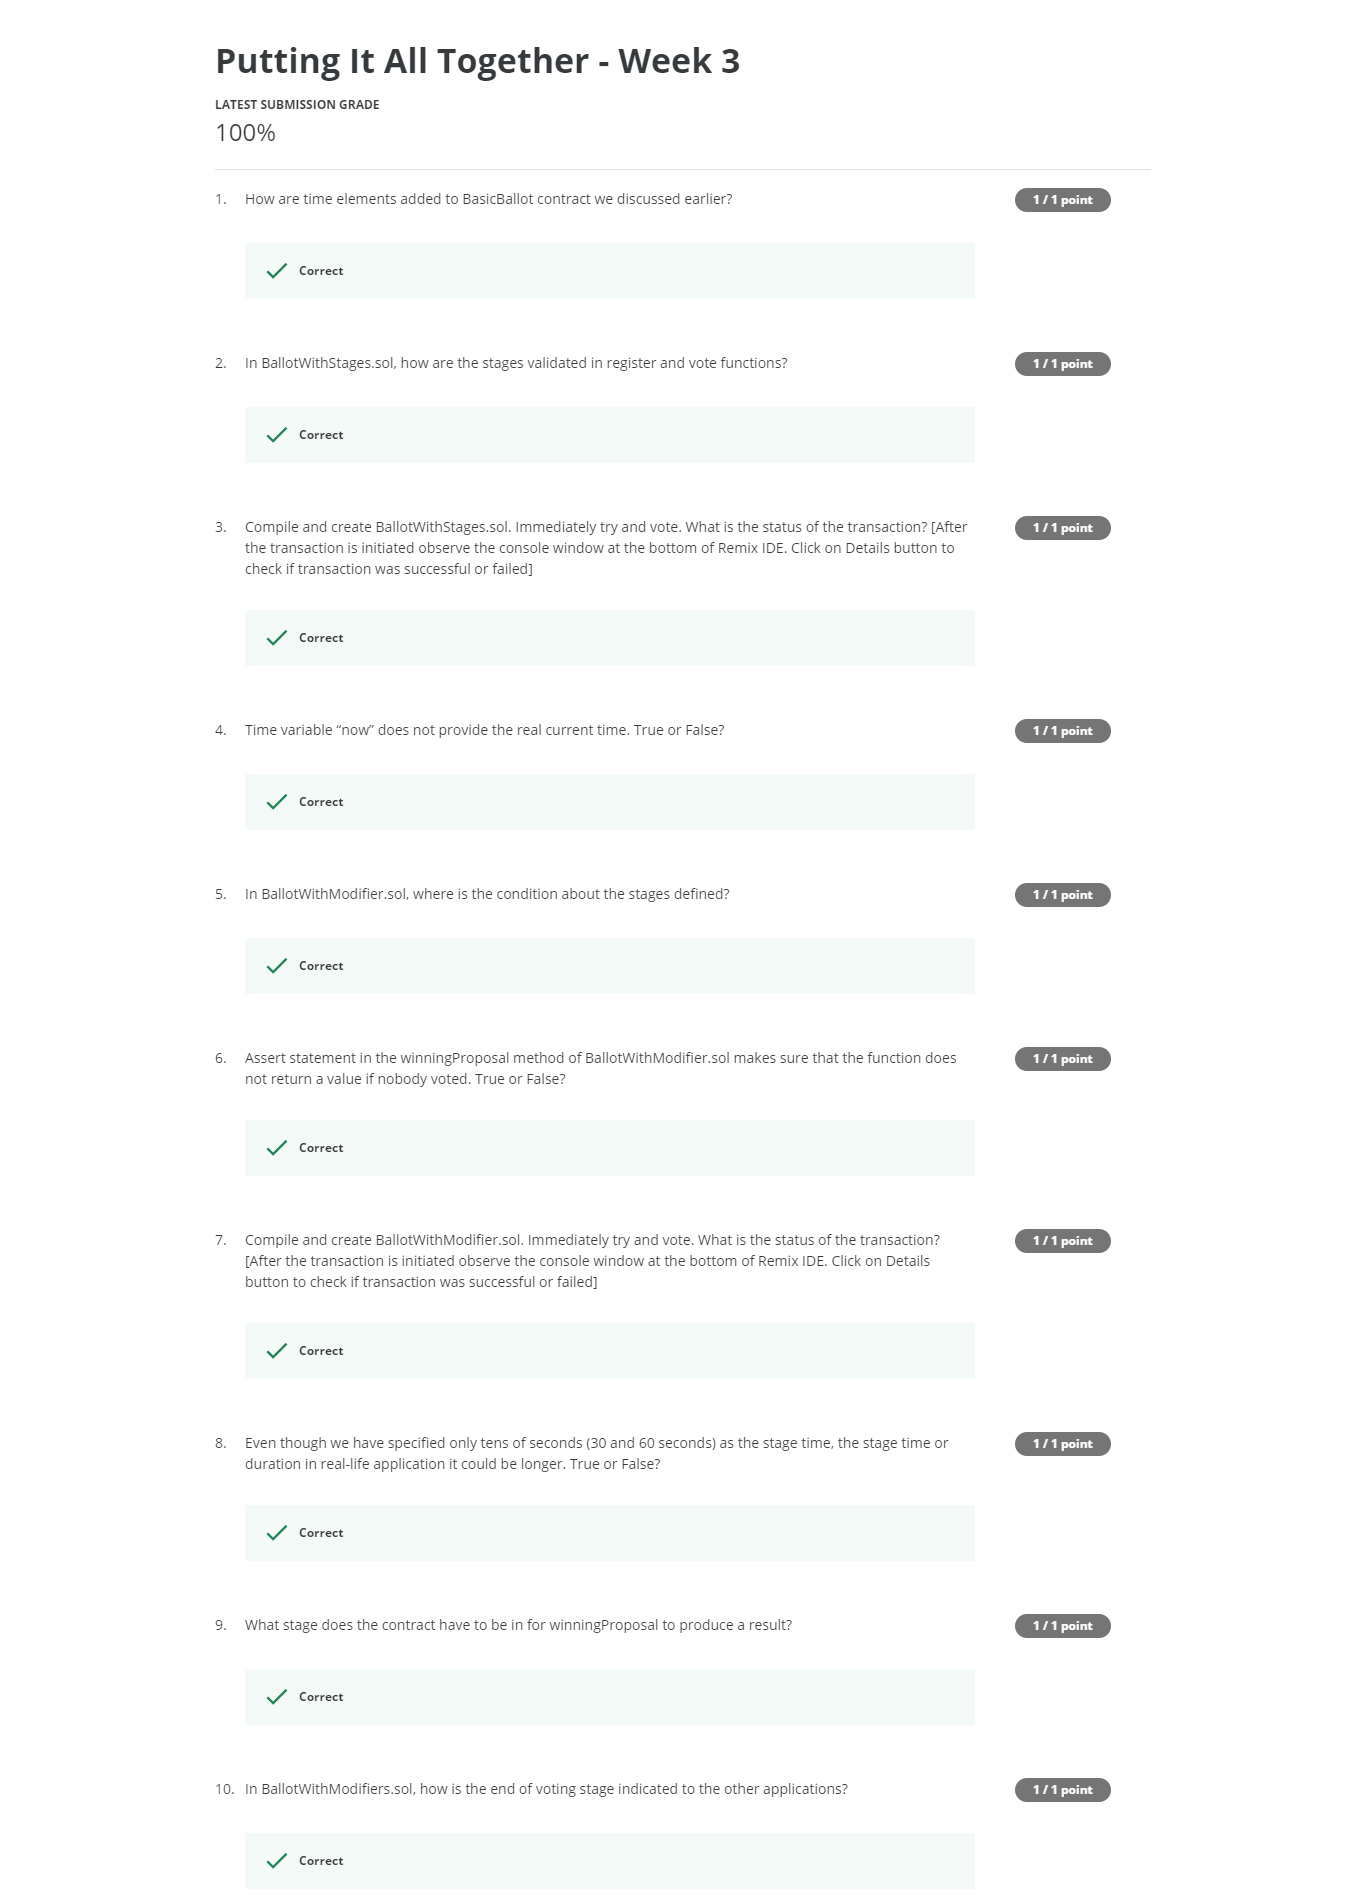 Putting It All Together - Week 3
LATEST SUBMISSION GRADE
100%
1. How are time elements added to BasicBallot contract we discussed earlier? 1 / 1 point
Correct
2. In BallotWithStages.sol, how are the stages validated in register and vote functions? 1 / 1 point
Correct
3. Compile and create BallotWithStages.sol. Immediately try and vote. What is the status of the transaction? [After 1 / 1 point
the transaction is initiated observe the console window at the bottom of Remix IDE. Click on Details button to
check if transaction was successful or failed]
Correct
4. Time variable “now” does not provide the real current time. True or False? 1 / 1 point
Correct
5. In BallotWithModifier.sol, where is the condition about the stages defined? 1 / 1 point
Correct
6. Assert statement in the winningProposal method of BallotWithModifier.sol makes sure that the function does 1 / 1 point
not return a value if nobody voted. True or False?
Correct
7. Compile and create BallotWithModifier.sol. Immediately try and vote. What is the status of the transaction? 1 / 1 point
[After the transaction is initiated observe the console window at the bottom of Remix IDE. Click on Details
button to check if transaction was successful or failed]
Correct
8. Even though we have specified only tens of seconds (30 and 60 seconds) as the stage time, the stage time or 1 / 1 point
duration in real-life application it could be longer. True or False?
Correct
9. What stage does the contract have to be in for winningProposal to produce a result? 1 / 1 point
Correct
10. In BallotWithModifiers.sol, how is the end of voting stage indicated to the other applications? 1 / 1 point
Correct